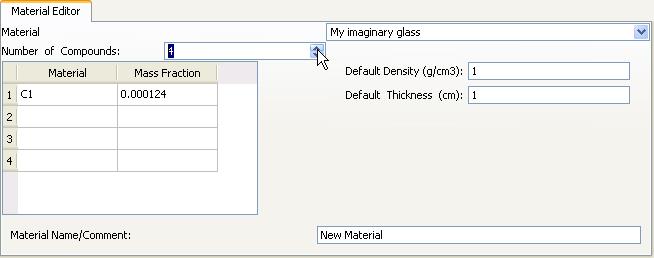 Material Editor
Material My imaginary glass
Number of Compounds: 4
Material Mass Fraction
Default Density (g/cm3): 1
1 C1 0.000124
Default Thickness (cm): 1
2
3
4
Material Name/Comment: New Material